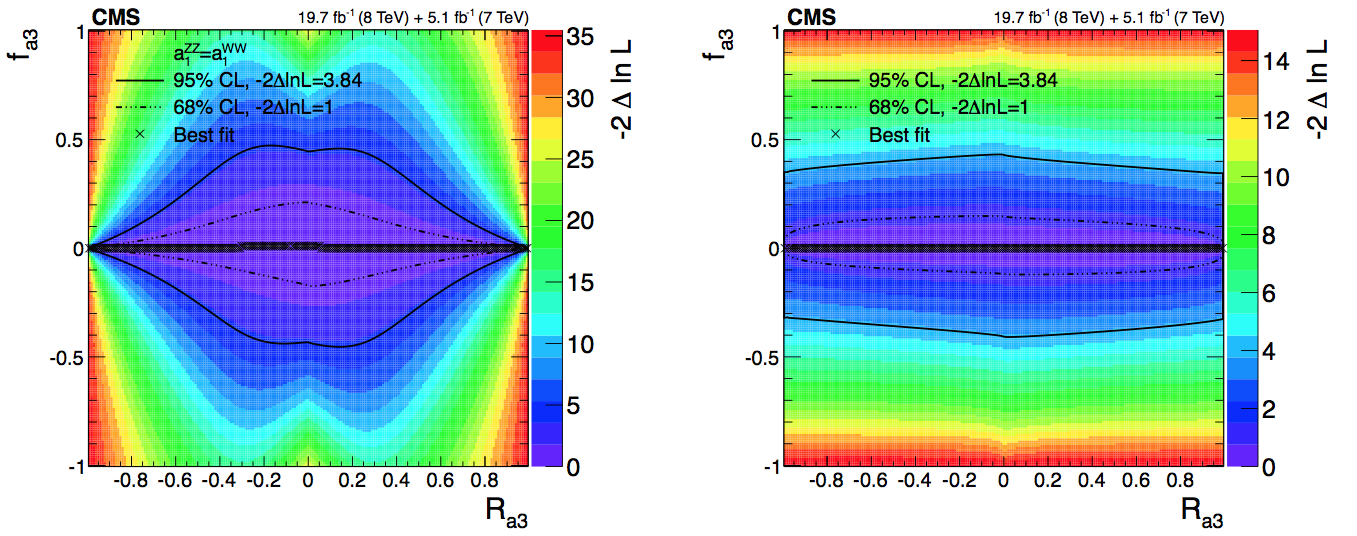 CMS 19.7 fb⁻¹ (8 TeV) + 5.1 fb⁻¹ (7 TeV)
f_a3
a₁^ZZ=a₁^WW
95% CL, -2ΔlnL=3.84
68% CL, -2ΔlnL=1
Best fit
1
0.5
0
-0.5
-1
-0.8 -0.6 -0.4 -0.2 0 0.2 0.4 0.6 0.8
R_a3
35
30
25
20
15
10
5
0
-2 Δ ln L
CMS 19.7 fb⁻¹ (8 TeV) + 5.1 fb⁻¹ (7 TeV)
f_a3
95% CL, -2ΔlnL=3.84
68% CL, -2ΔlnL=1
Best fit
1
0.5
0
-0.5
-1
-0.8 -0.6 -0.4 -0.2 0 0.2 0.4 0.6 0.8
R_a3
14
12
10
8
6
4
2
0
-2 Δ ln L